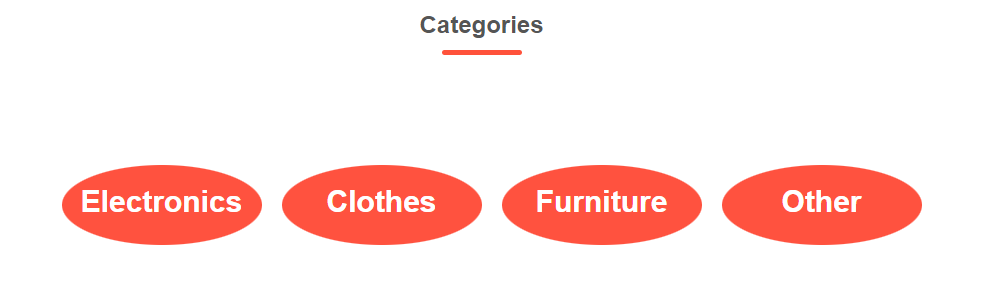 Categories
Electronics Clothes Furniture Other